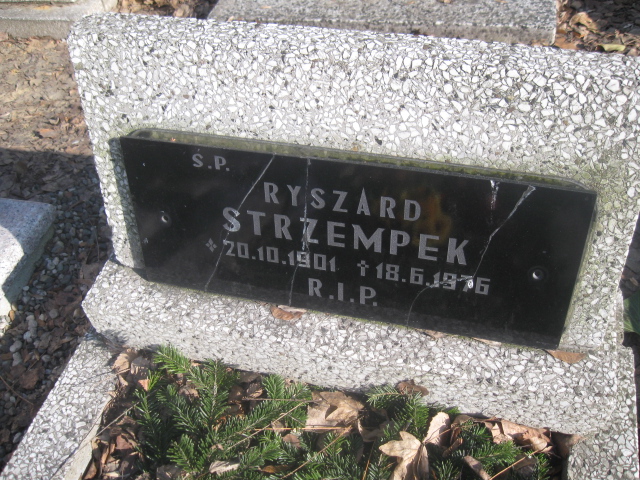 S.P.
RYSZARD
STRZEMPEK
* 20.10.1901 † 18.6.1976
R.I.P.